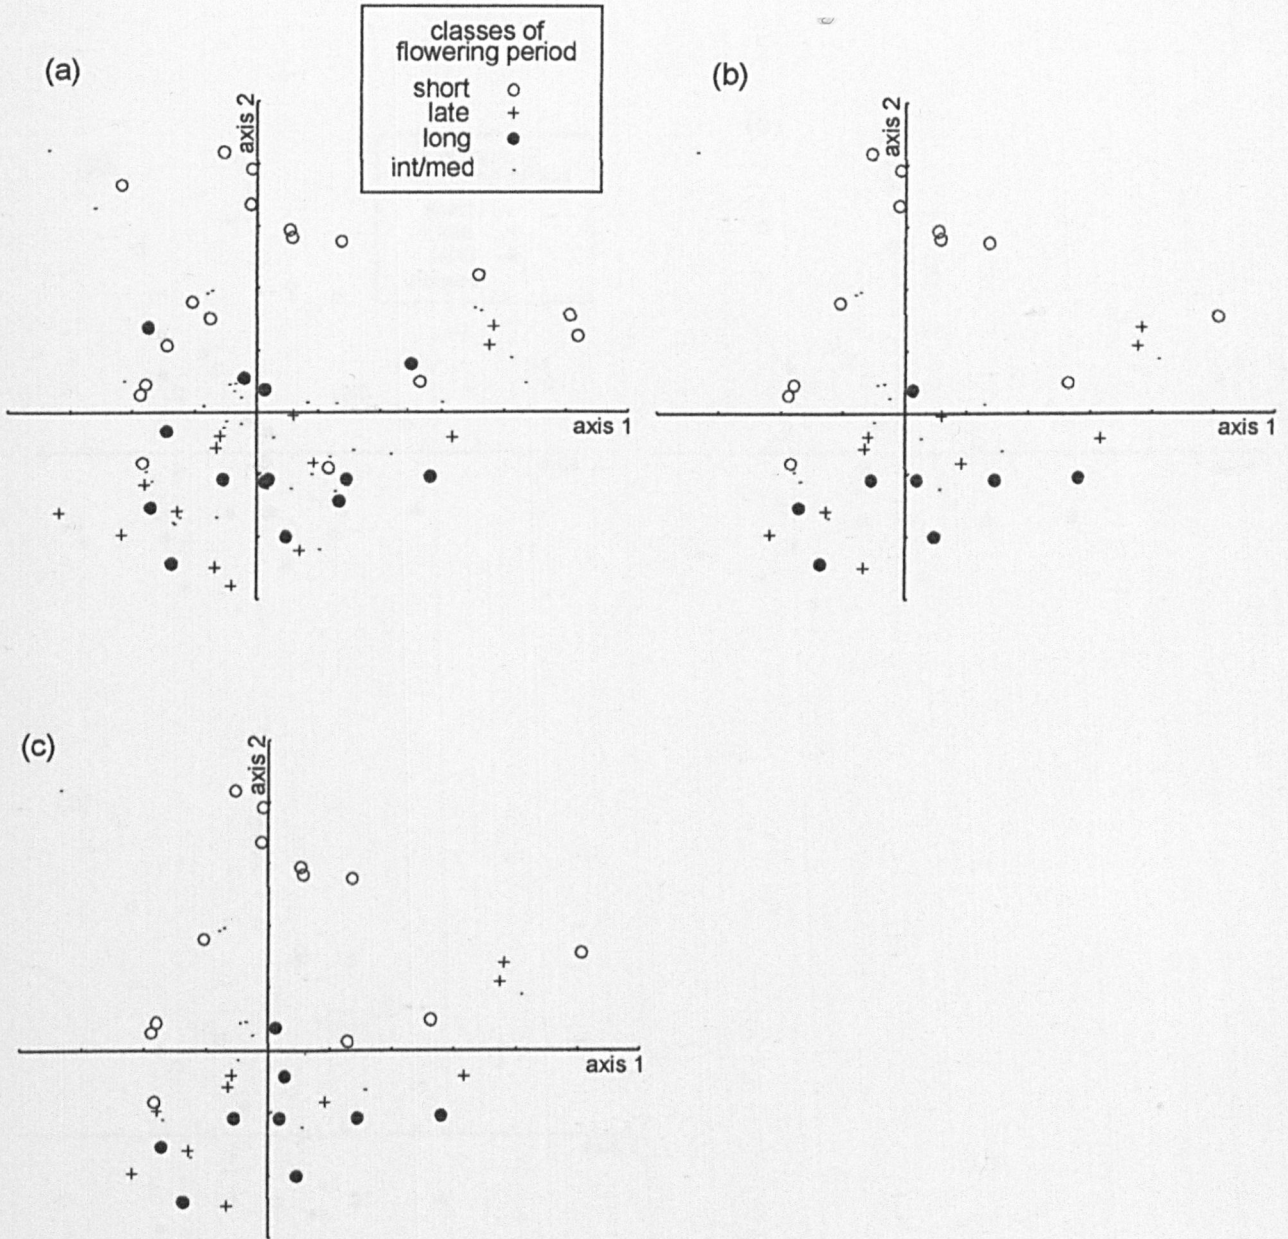 (a)
classes of
flowering period
short o
late +
long ●
int/med ·
axis 2
axis 1
(b)
axis 2
axis 1
(c)
axis 2
axis 1